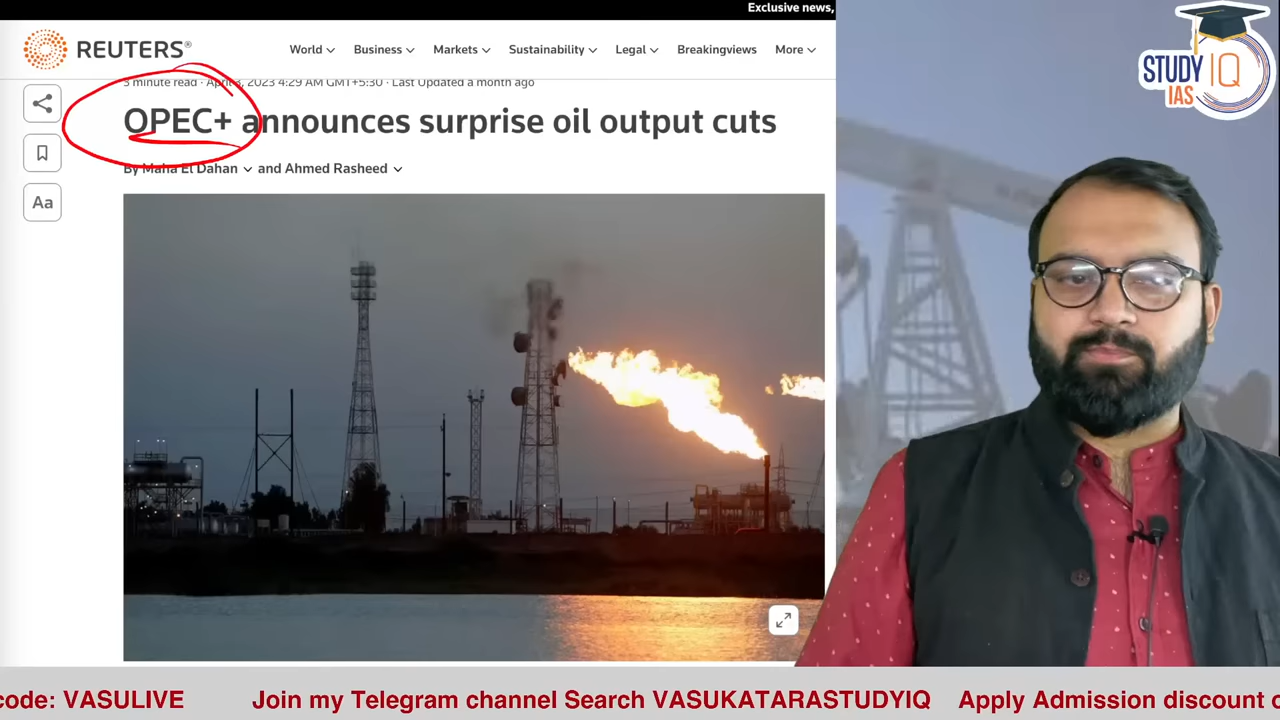 Exclusive news,
REUTERS®
World Business Markets Sustainability Legal Breakingviews More
3 minute read · April 3, 2023 4:29 AM GMT+5:30 · Last Updated a month ago
OPEC+ announces surprise oil output cuts
By Maha El Dahan and Ahmed Rasheed
Aa
STUDY IQ
IAS
code: VASULIVE Join my Telegram channel Search VASUKATARASTUDYIQ Apply Admission discount c